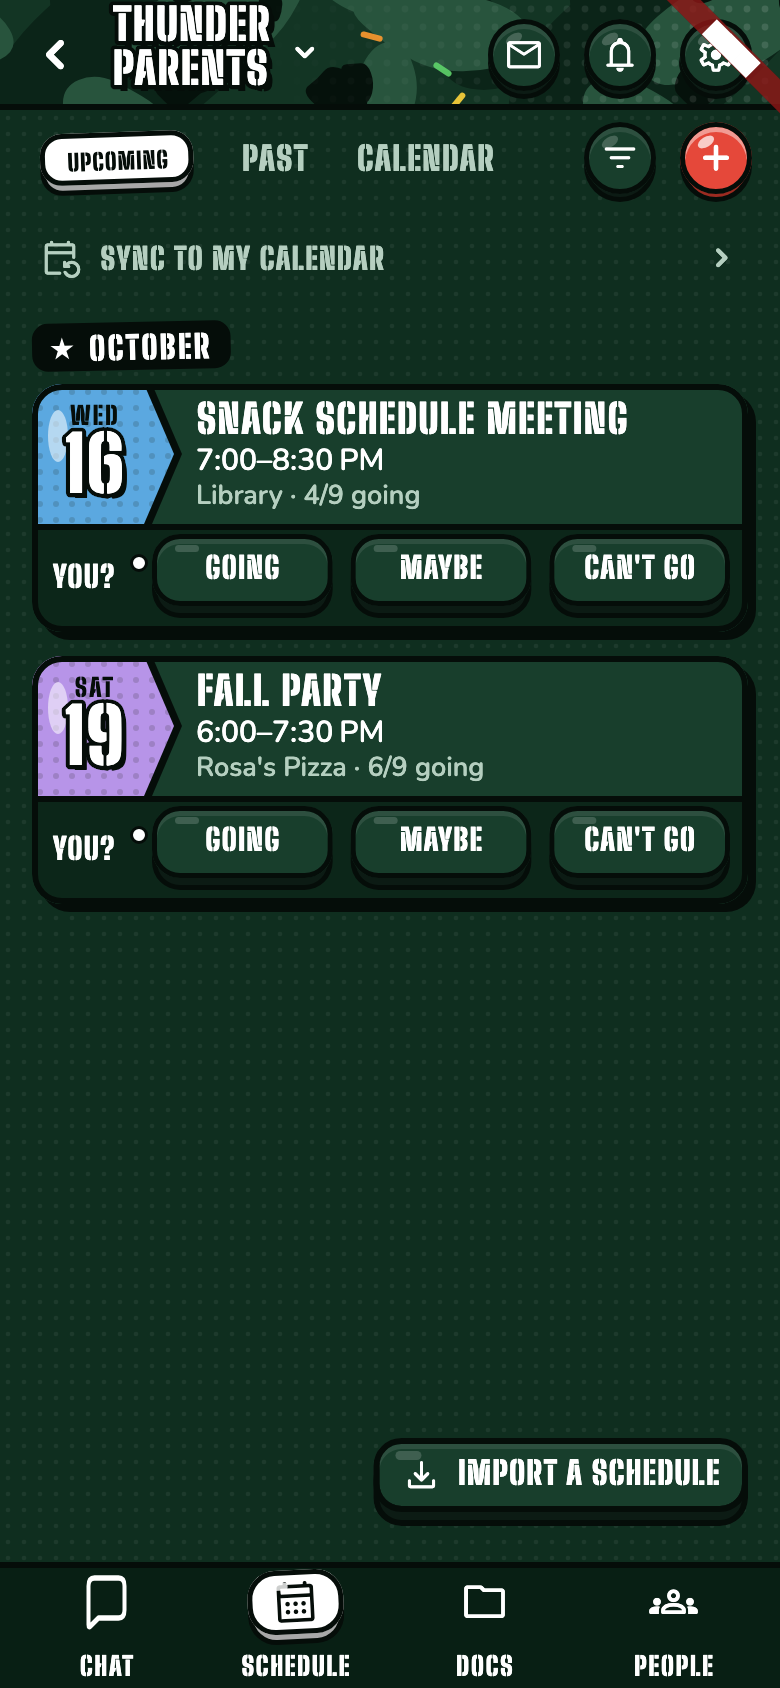 THUNDER
PARENTS
UPCOMING
PAST
CALENDAR
SYNC TO MY CALENDAR
★ OCTOBER
WED
16
SNACK SCHEDULE MEETING
7:00–8:30 PM
Library · 4/9 going
YOU?
GOING
MAYBE
CAN'T GO
SAT
19
FALL PARTY
6:00–7:30 PM
Rosa's Pizza · 6/9 going
YOU?
GOING
MAYBE
CAN'T GO
IMPORT A SCHEDULE
CHAT
SCHEDULE
DOCS
PEOPLE